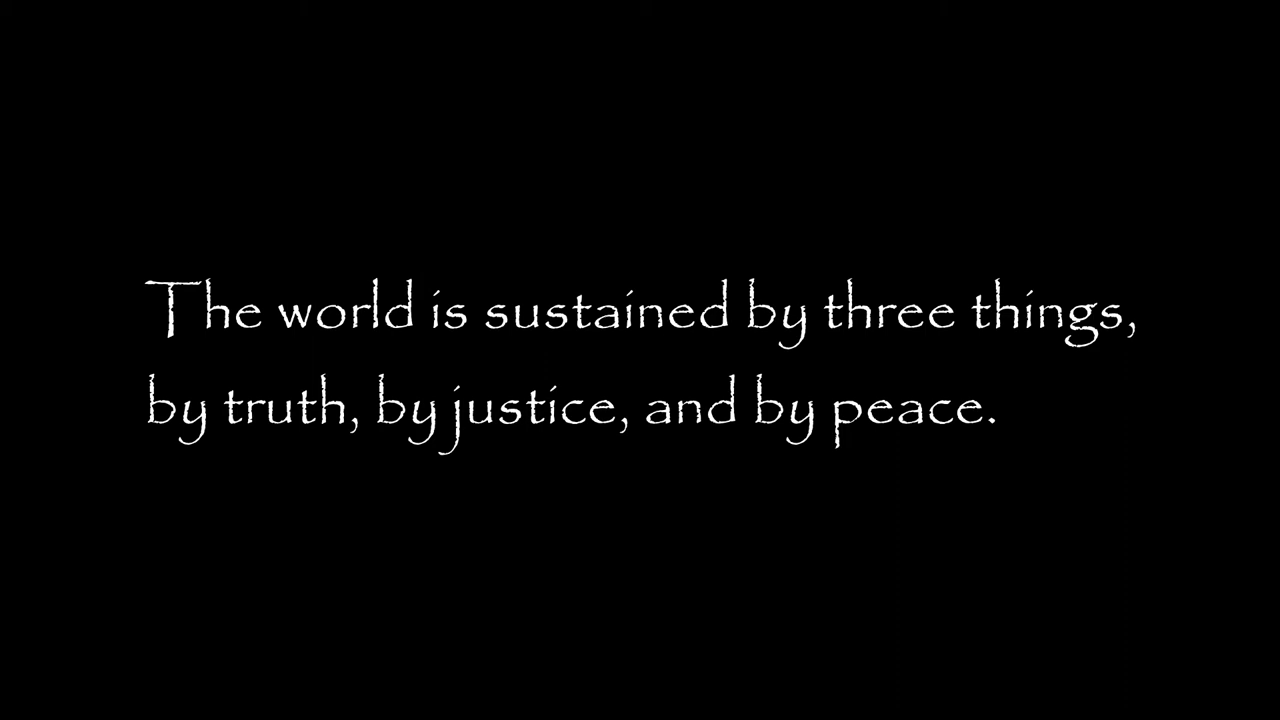 The world is sustained by three things,
by truth, by justice, and by peace.